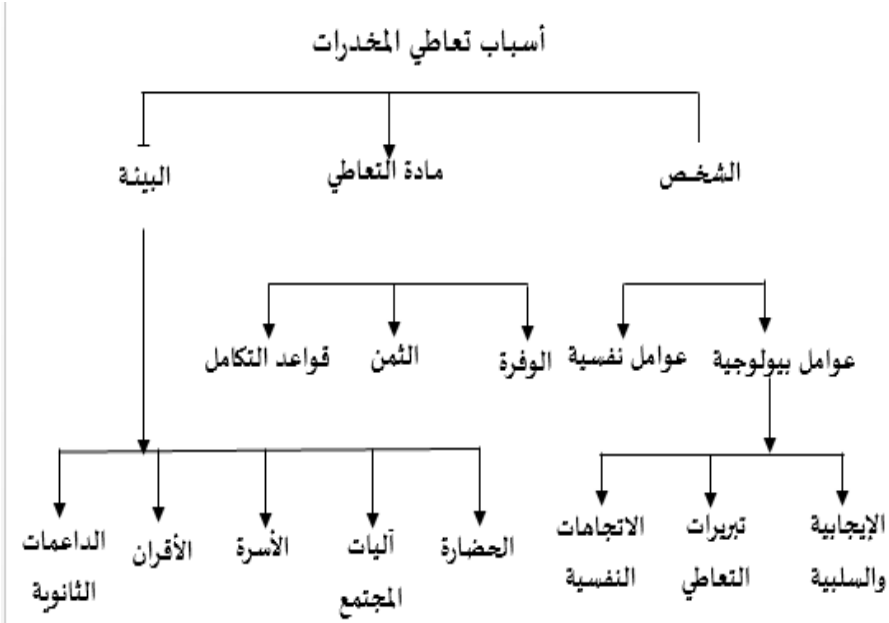 أسباب تعاطي المخدرات
الشخص
مادة التعاطي
البيئة
عوامل بيولوجية
عوامل نفسية
الوفرة
الثمن
قواعد التكامل
الإيجابية
والسلبية
تبريرات
التعاطي
الاتجاهات
النفسية
الحضارة
آليات
المجتمع
الأسرة
الأقران
الداعمات
الثانوية